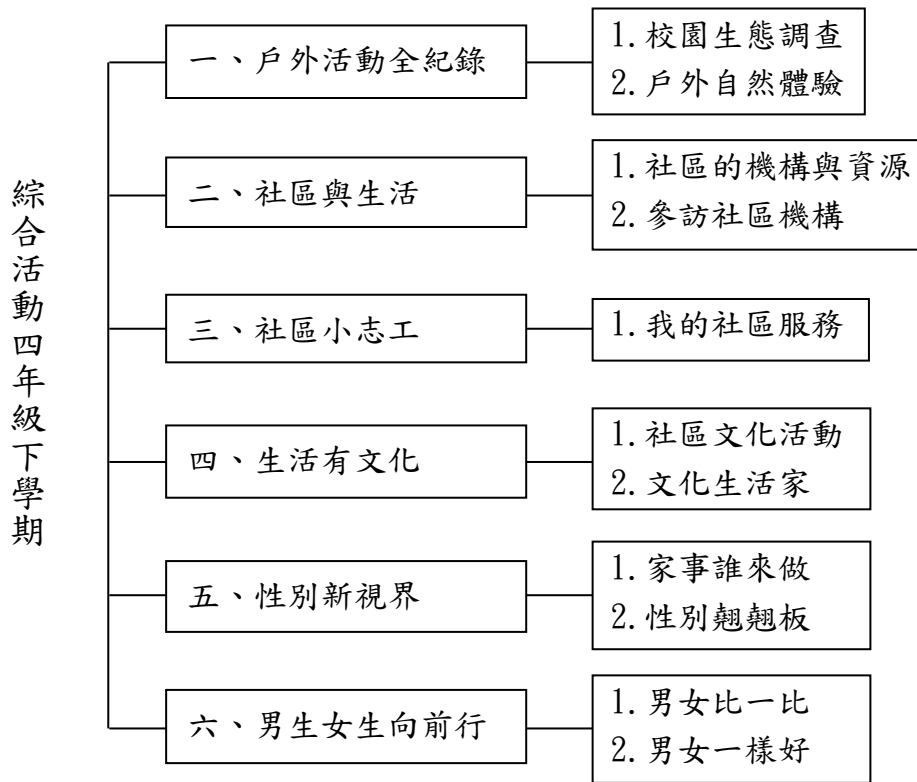 綜合活動四年級下學期
一、戶外活動全紀錄
1.校園生態調查
2.戶外自然體驗
二、社區與生活
1.社區的機構與資源
2.參訪社區機構
三、社區小志工
1.我的社區服務
四、生活有文化
1.社區文化活動
2.文化生活家
五、性別新視界
1.家事誰來做
2.性別翹翹板
六、男生女生向前行
1.男女比一比
2.男女一樣好